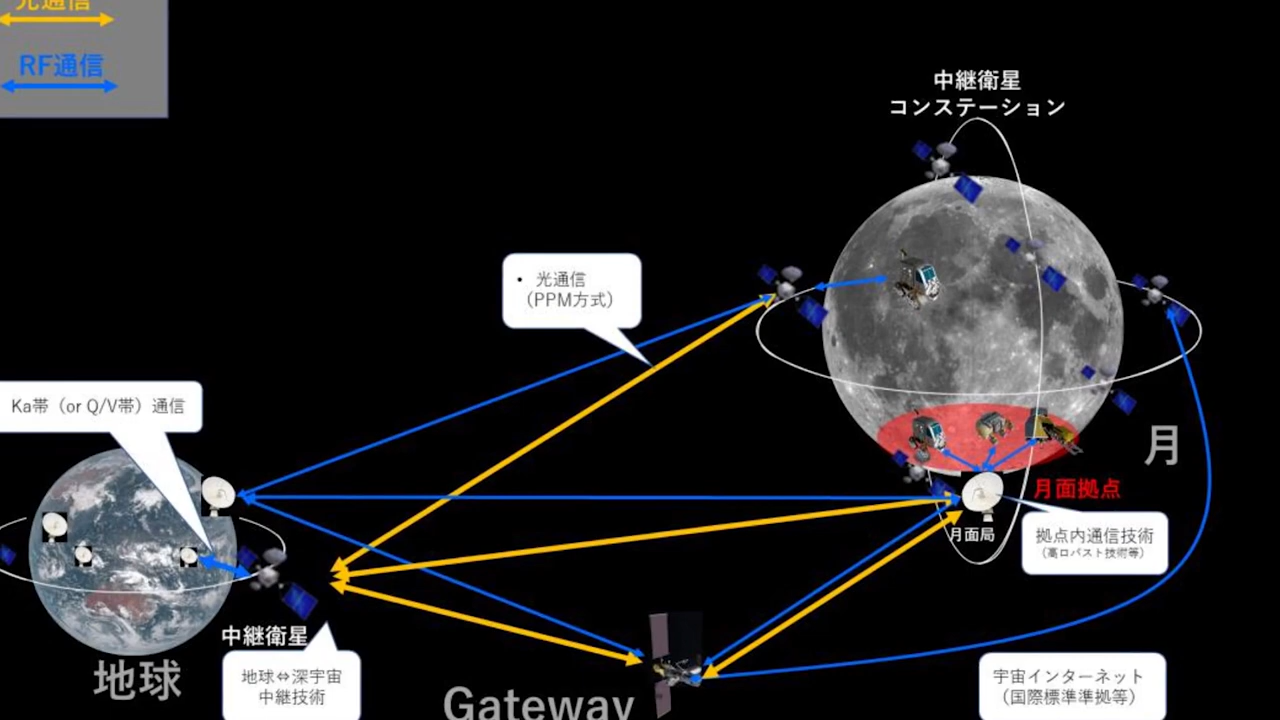 光通信
RF通信
中継衛星
コンステーション
• 光通信
（PPM方式）
Ka帯（or Q/V帯）通信
月
月面拠点
月面局
拠点内通信技術
（高ロバスト技術等）
中継衛星
地球
地球⇔深宇宙
中継技術
Gateway
宇宙インターネット
（国際標準準拠等）